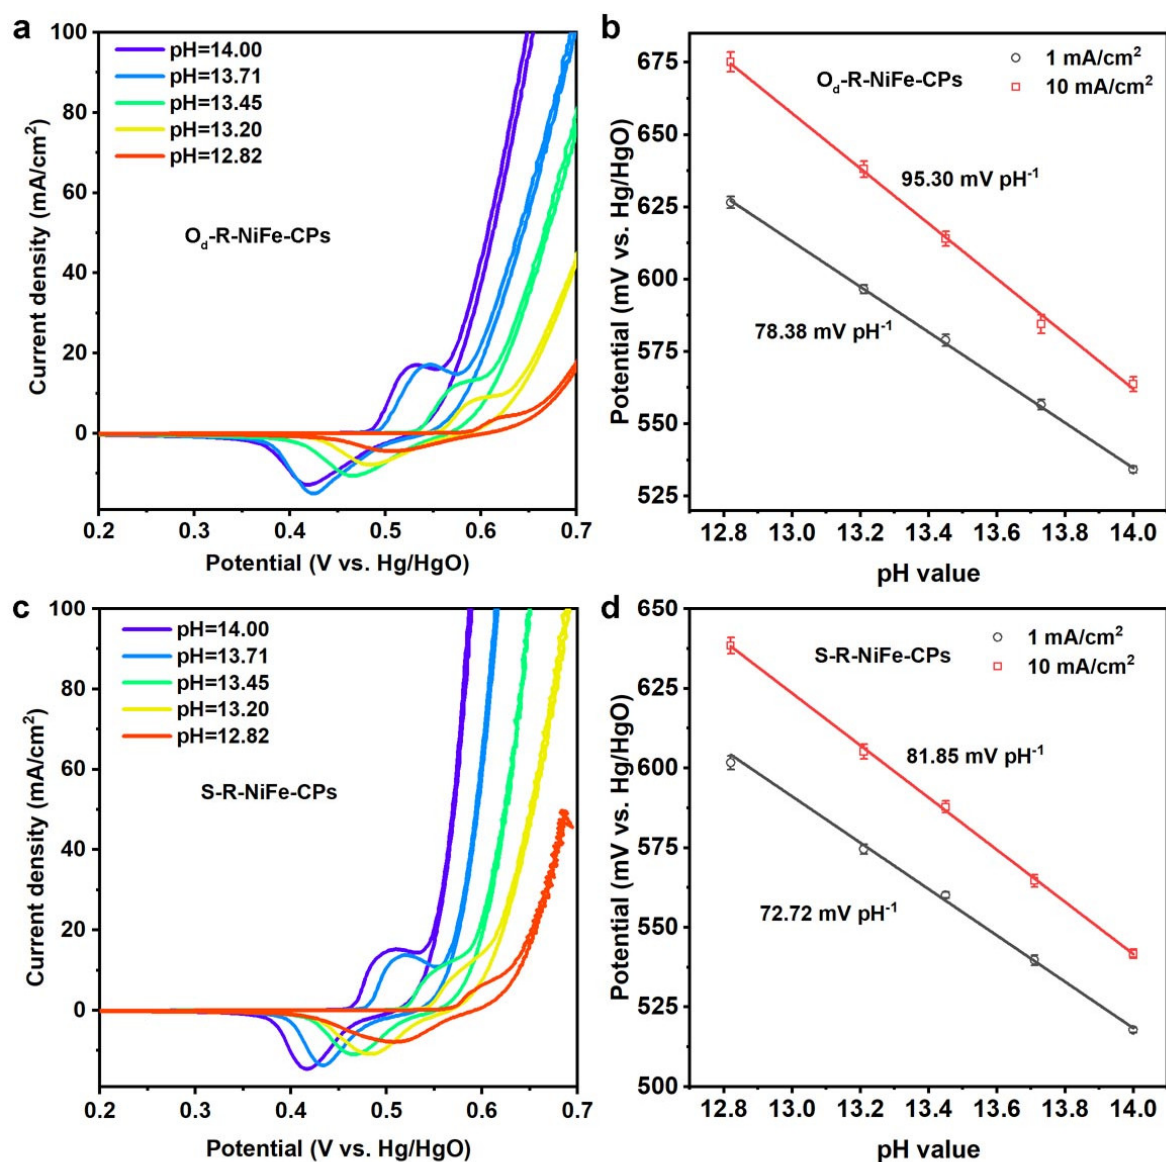 a
100
80
60
40
20
0
Current density (mA/cm²)
pH=14.00
pH=13.71
pH=13.45
pH=13.20
pH=12.82
O_d-R-NiFe-CPs
0.2 0.3 0.4 0.5 0.6 0.7
Potential (V vs. Hg/HgO)
b
675
650
625
600
575
550
525
Potential (mV vs. Hg/HgO)
O_d-R-NiFe-CPs
1 mA/cm²
10 mA/cm²
95.30 mV pH⁻¹
78.38 mV pH⁻¹
12.8 13.0 13.2 13.4 13.6 13.8 14.0
pH value
c
100
80
60
40
20
0
Current density (mA/cm²)
pH=14.00
pH=13.71
pH=13.45
pH=13.20
pH=12.82
S-R-NiFe-CPs
0.2 0.3 0.4 0.5 0.6 0.7
Potential (V vs. Hg/HgO)
d
650
625
600
575
550
525
500
Potential (mV vs. Hg/HgO)
S-R-NiFe-CPs
1 mA/cm²
10 mA/cm²
81.85 mV pH⁻¹
72.72 mV pH⁻¹
12.8 13.0 13.2 13.4 13.6 13.8 14.0
pH value